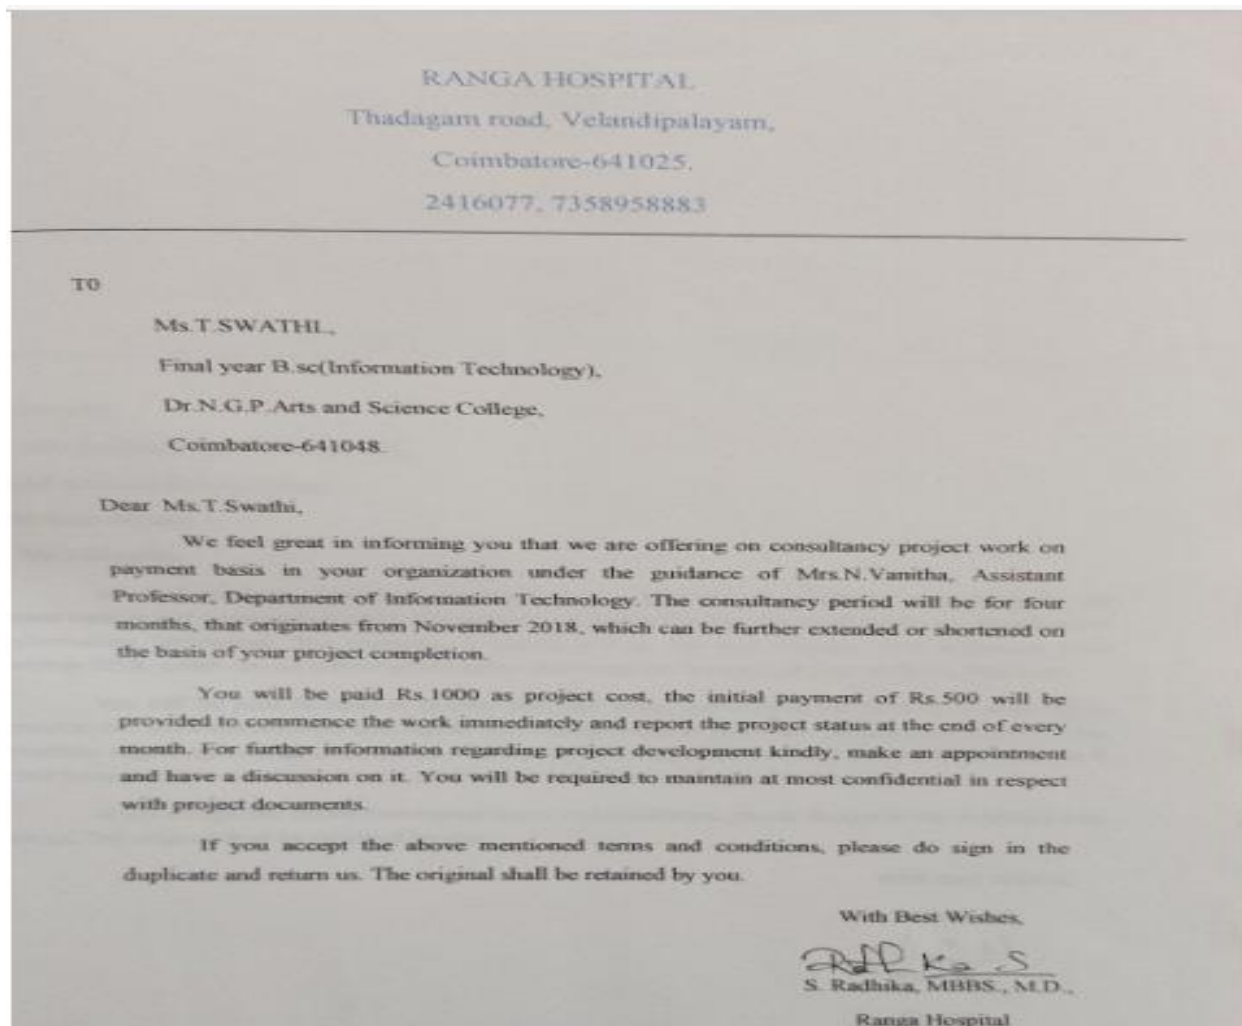 RANGA HOSPITAL
Thadagam road, Velandipalayam,
Coimbatore-641025.
2416077, 7358958883
T0
Ms.T.SWATHI.,
Final year B.sc(Information Technology),
Dr.N.G.P.Arts and Science College,
Coimbatore-641048.
Dear Ms.T.Swathi,
We feel great in informing you that we are offering on consultancy project work on
payment basis in your organization under the guidance of Mrs.N.Vanitha, Assistant
Professor, Department of Information Technology. The consultancy period will be for four
months, that originates from November 2018, which can be further extended or shortened on
the basis of your project completion.
You will be paid Rs.1000 as project cost, the initial payment of Rs.500 will be
provided to commence the work immediately and report the project status at the end of every
month. For further information regarding project development kindly, make an appointment
and have a discussion on it. You will be required to maintain at most confidential in respect
with project documents.
If you accept the above mentioned terms and conditions, please do sign in the
duplicate and return us. The original shall be retained by you.
With Best Wishes,
S. Radhika, MBBS., M.D.,
Ranga Hospital